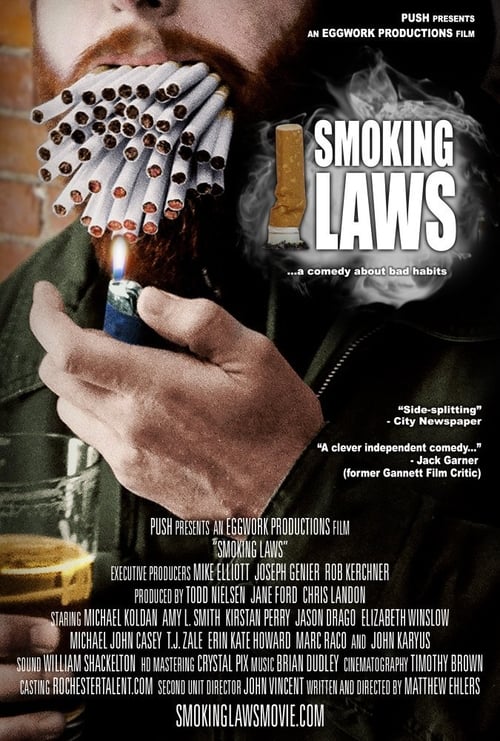 PUSH PRESENTS
AN EGGWORK PRODUCTIONS FILM
SMOKING
LAWS
...a comedy about bad habits
"Side-splitting"
- City Newspaper
"A clever independent comedy..."
- Jack Garner
(former Gannett Film Critic)
PUSH PRESENTS AN EGGWORK PRODUCTIONS FILM
"SMOKING LAWS"
EXECUTIVE PRODUCERS MIKE ELLIOTT JOSEPH GENIER ROB KERCHNER
PRODUCED BY TODD NIELSEN JANE FORD CHRIS LANDON
STARING MICHAEL KOLDAN AMY L. SMITH KIRSTAN PERRY JASON DRAGO ELIZABETH WINSLOW
MICHAEL JOHN CASEY T.J. ZALE ERIN KATE HOWARD MARC RACO AND JOHN KARYUS
SOUND WILLIAM SHACKELTON HD MASTERING CRYSTAL PIX MUSIC BRIAN DUDLEY CINEMATOGRAPHY TIMOTHY BROWN
CASTING ROCHESTERTALENT.COM SECOND UNIT DIRECTOR JOHN VINCENT WRITTEN AND DIRECTED BY MATTHEW EHLERS
SMOKINGLAWSMOVIE.COM